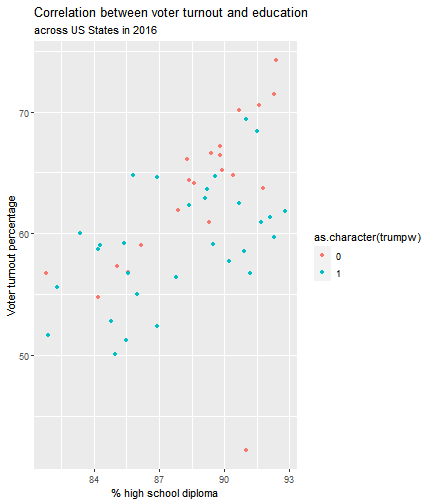 Correlation between voter turnout and education
across US States in 2016
Voter turnout percentage
70
60
50
84
87
90
93
% high school diploma
as.character(trumpw)
0
1